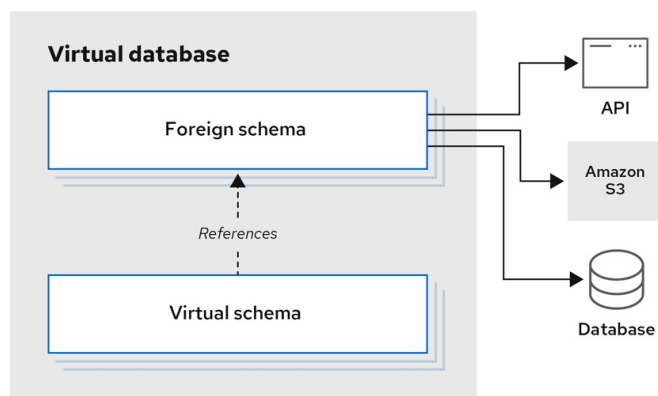 Virtual database
Foreign schema
References
Virtual schema
API
Amazon
S3
Database